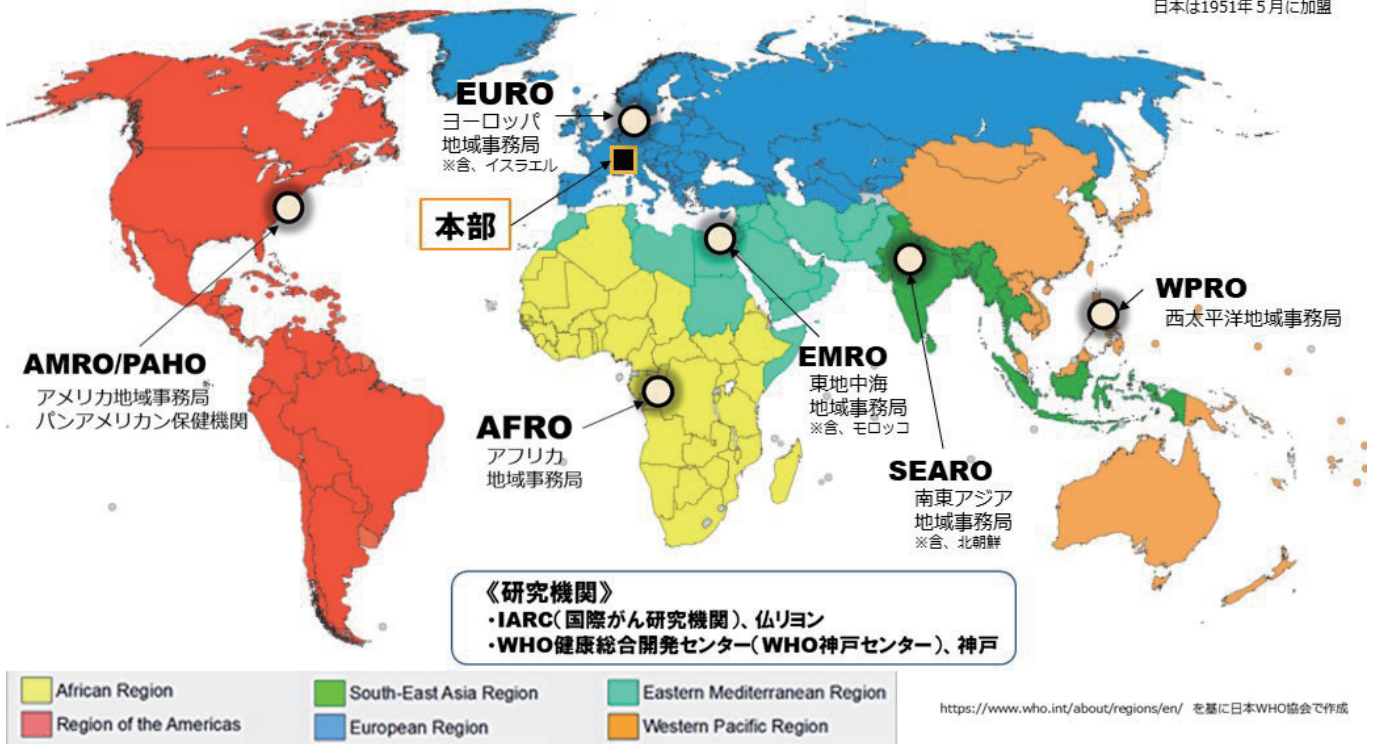 日本は1951年5月に加盟
EURO
ヨーロッパ
地域事務局
※含、イスラエル
本部
AMRO/PAHO
アメリカ地域事務局
パンアメリカン保健機関
AFRO
アフリカ
地域事務局
EMRO
東地中海
地域事務局
※含、モロッコ
SEARO
南東アジア
地域事務局
※含、北朝鮮
WPRO
西太平洋地域事務局
《研究機関》
・IARC(国際がん研究機関)、仏リヨン
・WHO健康総合開発センター(WHO神戸センター)、神戸
African Region
South-East Asia Region
Eastern Mediterranean Region
Region of the Americas
European Region
Western Pacific Region
https://www.who.int/about/regions/en/ を基に日本WHO協会で作成